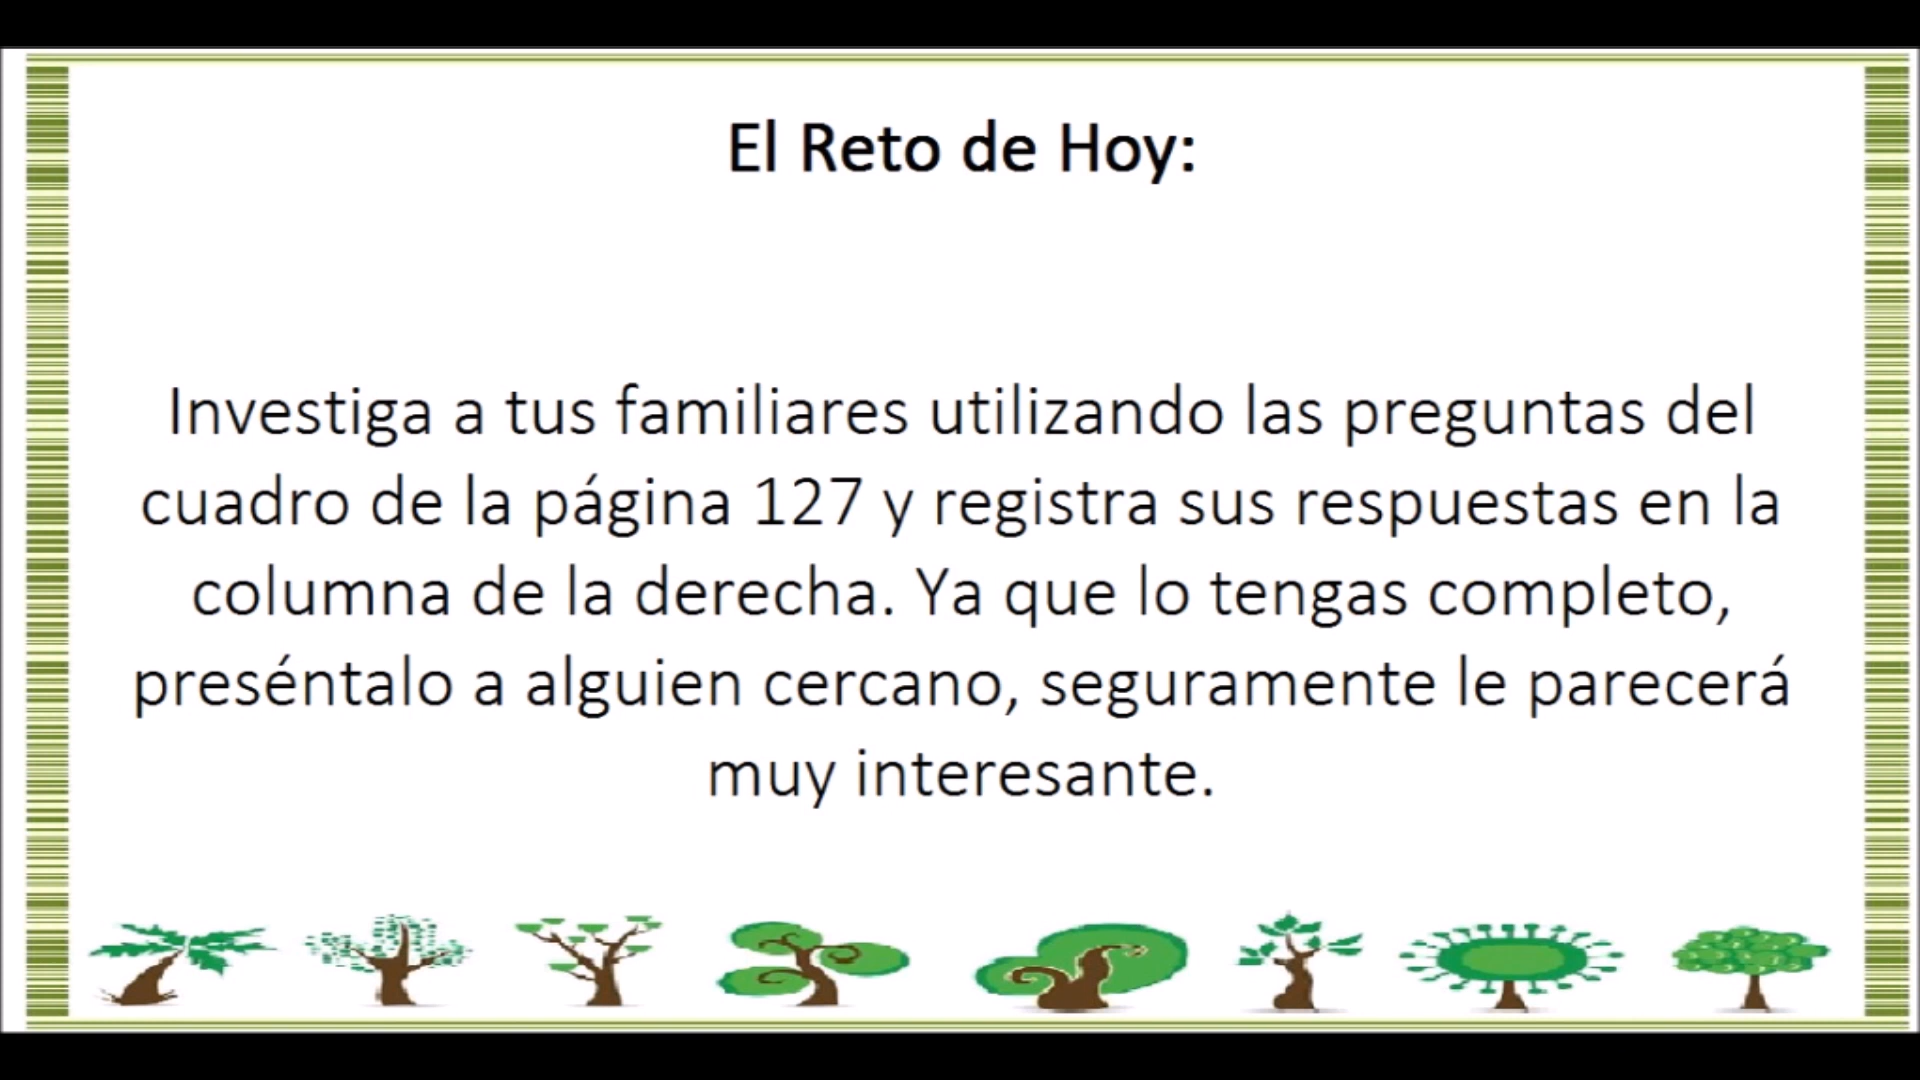 El Reto de Hoy:
Investiga a tus familiares utilizando las preguntas del
cuadro de la página 127 y registra sus respuestas en la
columna de la derecha. Ya que lo tengas completo,
preséntalo a alguien cercano, seguramente le parecerá
muy interesante.